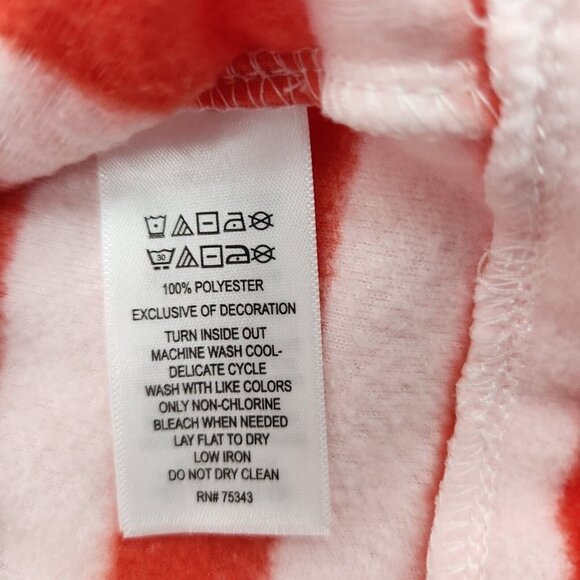 30
100% POLYESTER
EXCLUSIVE OF DECORATION
TURN INSIDE OUT
MACHINE WASH COOL-
DELICATE CYCLE
WASH WITH LIKE COLORS
ONLY NON-CHLORINE
BLEACH WHEN NEEDED
LAY FLAT TO DRY
LOW IRON
DO NOT DRY CLEAN
RN# 75343